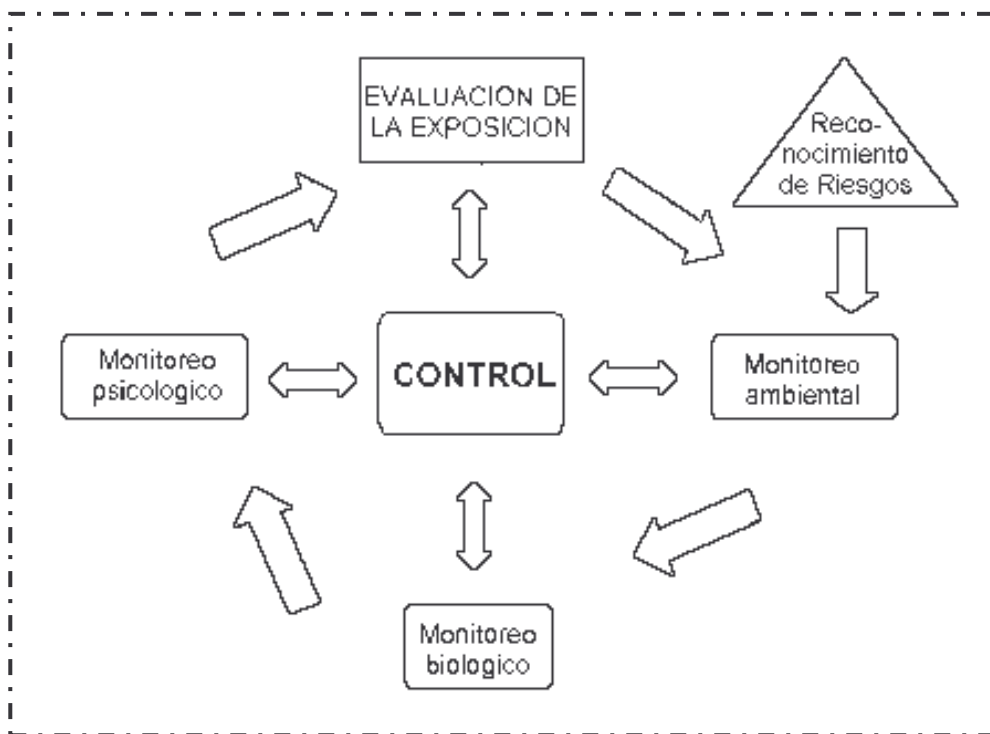 EVALUACION DE
LA EXPOSICION
Reco-
nocimiento
de Riesgos
Monitoreo
psicologico
CONTROL
Monitoreo
ambiental
Monitoreo
biologico